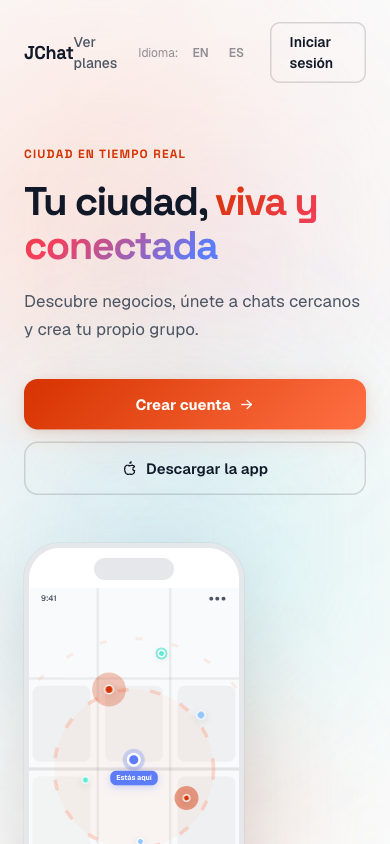 JChat
Ver planes
Idioma: EN ES
Iniciar sesión
CIUDAD EN TIEMPO REAL
Tu ciudad, viva y
conectada
Descubre negocios, únete a chats cercanos
y crea tu propio grupo.
Crear cuenta →
Descargar la app
9:41
Estás aquí